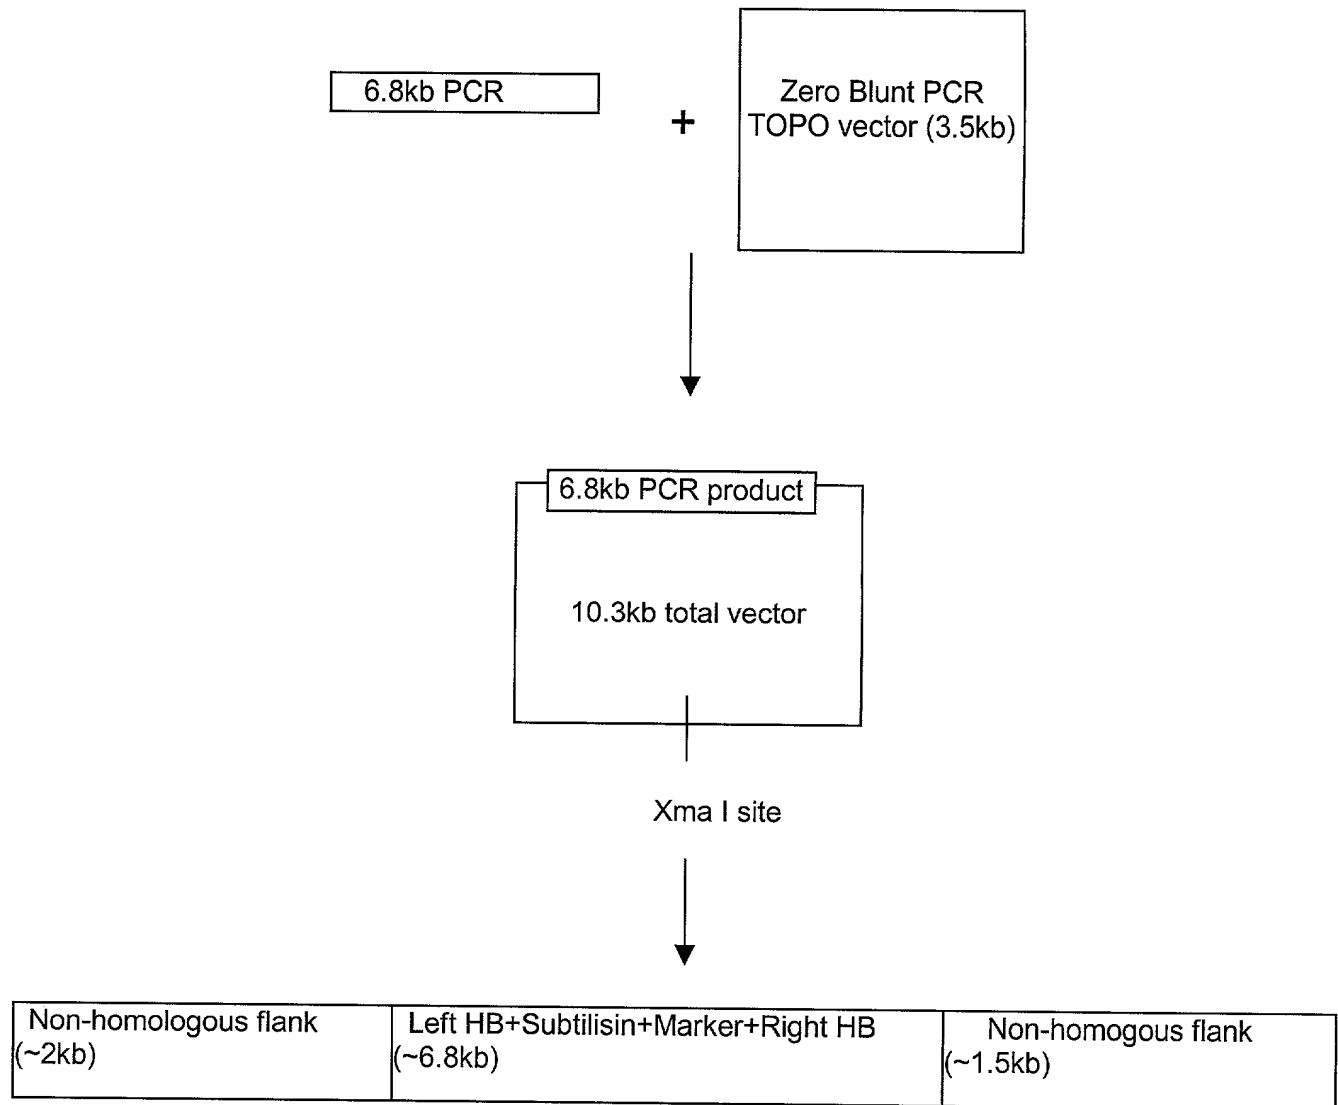 6.8kb PCR
+
Zero Blunt PCR
TOPO vector (3.5kb)
6.8kb PCR product
10.3kb total vector
Xma I site
Non-homologous flank
(~2kb)
Left HB+Subtilisin+Marker+Right HB
(~6.8kb)
Non-homogous flank
(~1.5kb)